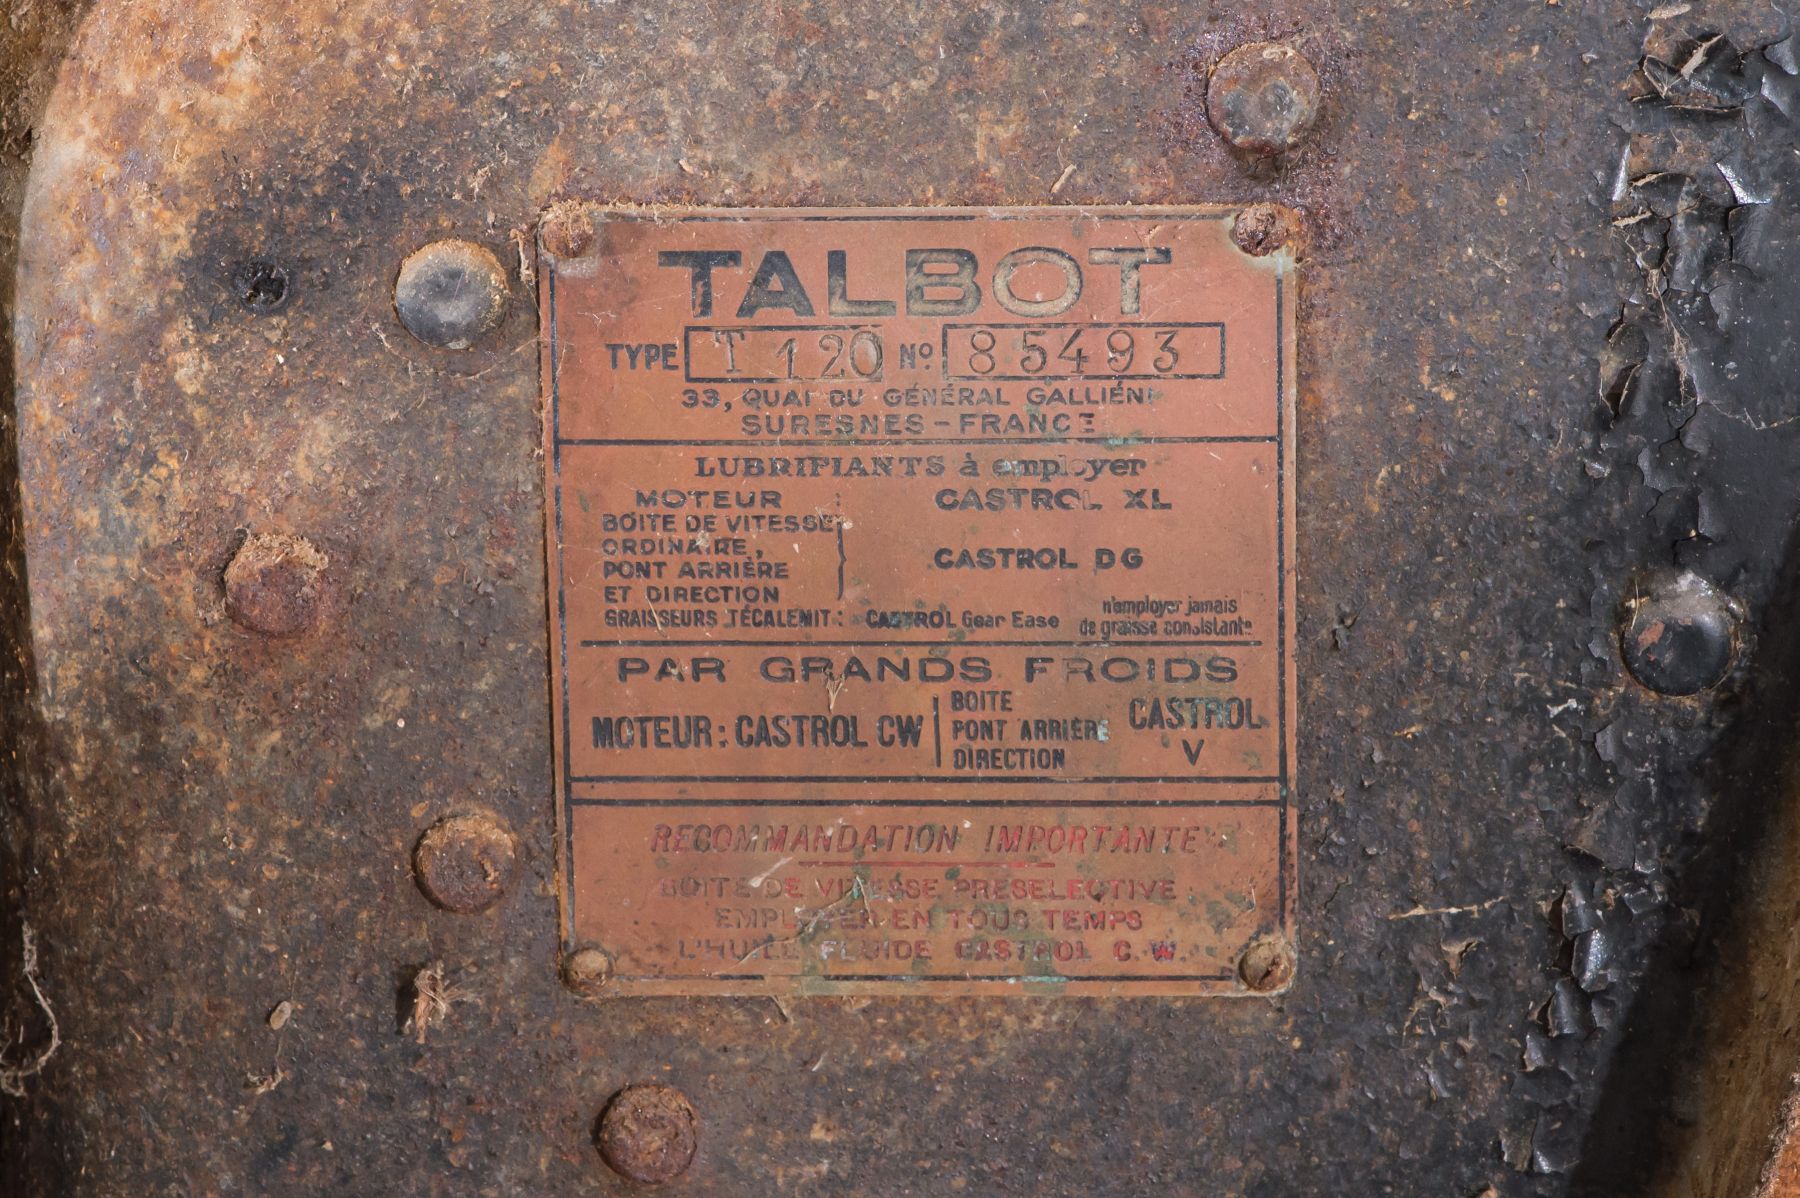 TALBOT
TYPE T 120 Nº: 85493
33, QUAI DU GÉNÉRAL GALLIÉNI
SURESNES - FRANCE
LUBRIFIANTS à employer
MOTEUR : CASTROL XL
BOITE DE VITESSE
ORDINAIRE,
PONT ARRIÈRE
ET DIRECTION
CASTROL DG
GRAISSEURS TÉCALEMIT : CASTROL Gear Ease
n'employer jamais
de graisse consistante
PAR GRANDS FROIDS
MOTEUR : CASTROL CW
BOITE
PONT ARRIÈRE
DIRECTION
CASTROL
V
RECOMMANDATION IMPORTANTE
BOITE DE VITESSE PRESELECTIVE
EMPLOYER EN TOUS TEMPS
L'HUILE FLUIDE CASTROL C.W.